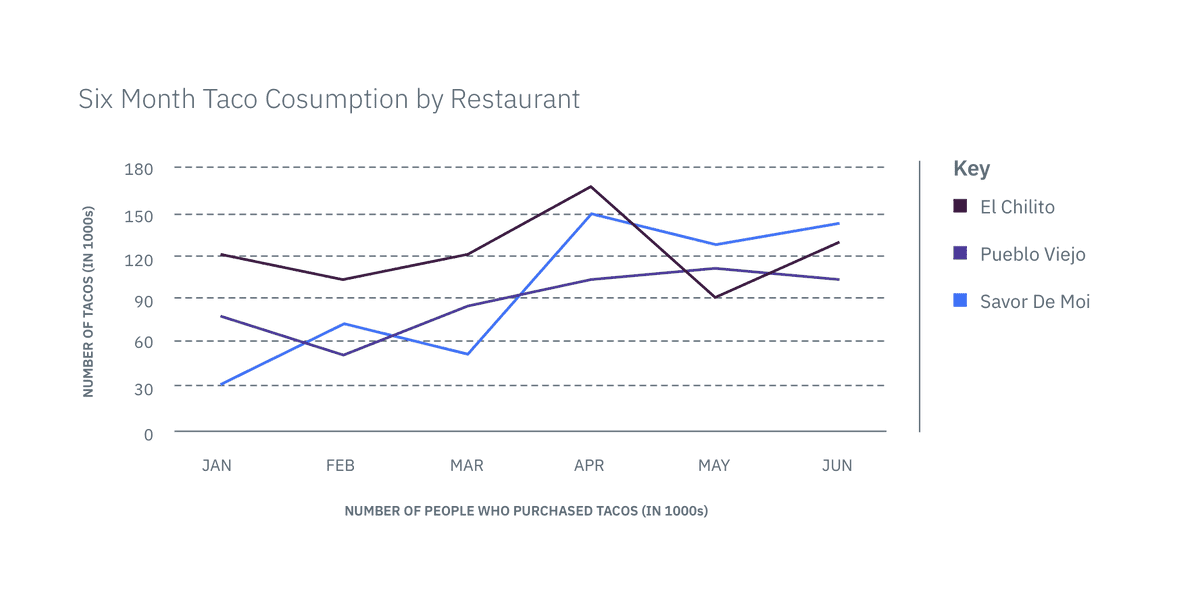 Six Month Taco Cosumption by Restaurant
180
150
120
90
60
30
0
NUMBER OF TACOS (IN 1000s)
JAN FEB MAR APR MAY JUN
NUMBER OF PEOPLE WHO PURCHASED TACOS (IN 1000s)
Key
El Chilito
Pueblo Viejo
Savor De Moi